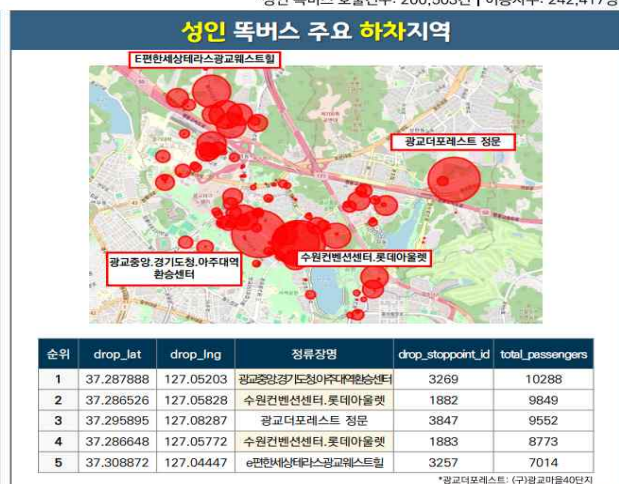 성인 똑버스 주요 하차지역
E편한세상테라스광교웨스트힐
광교더포레스트 정문
광교중앙.경기도청.아주대역
환승센터
수원컨벤션센터.롯데아울렛
순위 drop_lat drop_lng 정류장명 drop_stoppoint_id total_passengers
1 37.287888 127.05203 광교중앙.경기도청.아주대역환승센터 3269 10288
2 37.286526 127.05828 수원컨벤션센터.롯데아울렛 1882 9849
3 37.295895 127.08287 광교더포레스트 정문 3847 9552
4 37.286648 127.05772 수원컨벤션센터.롯데아울렛 1883 8773
5 37.308872 127.04447 e편한세상테라스광교웨스트힐 3257 7014
*광교더포레스트: (구)광교마을40단지